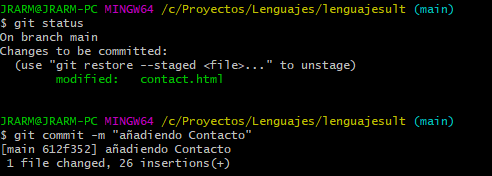 JRARM@JRARM-PC MINGW64 /c/Proyectos/Lenguajes/lenguajesult (main)
$ git status
On branch main
Changes to be committed:
  (use "git restore --staged <file>..." to unstage)
        modified:   contact.html

JRARM@JRARM-PC MINGW64 /c/Proyectos/Lenguajes/lenguajesult (main)
$ git commit -m "añadiendo Contacto"
[main 612f352] añadiendo Contacto
 1 file changed, 26 insertions(+)